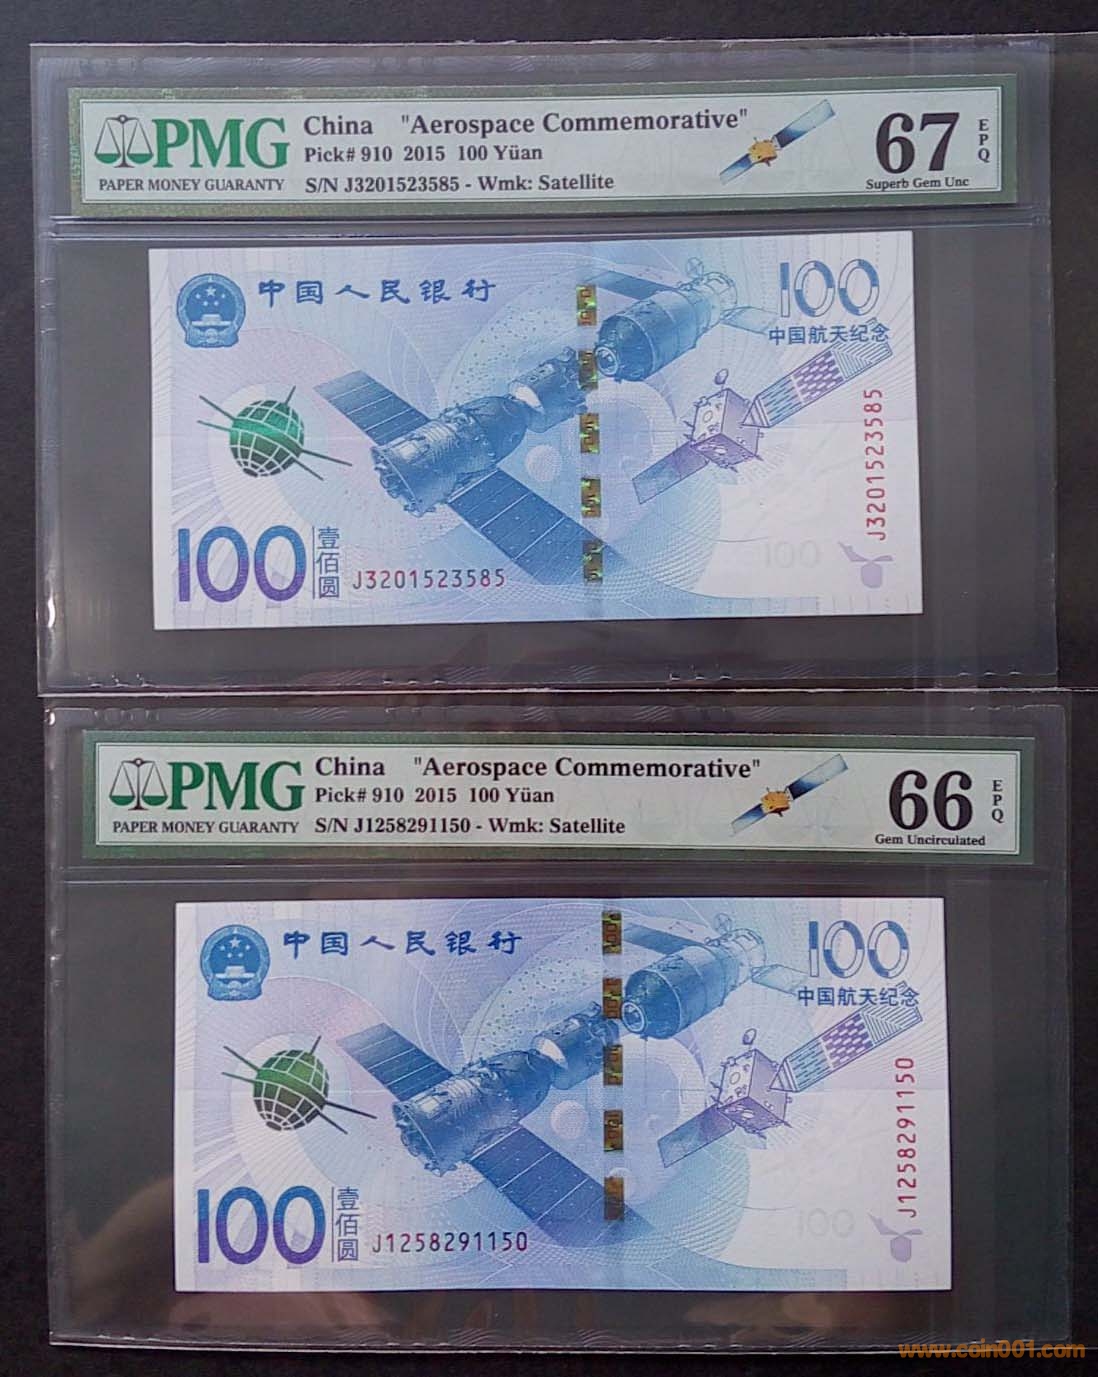 PMG
PAPER MONEY GUARANTY
China "Aerospace Commemorative"
Pick# 910 2015 100 Yüan
S/N J3201523585 - Wmk: Satellite
67
EPQ
Superb Gem Unc
中国人民银行
100
中国航天纪念
J3201523585
100
100
壹佰圆
J3201523585
PMG
PAPER MONEY GUARANTY
China "Aerospace Commemorative"
Pick# 910 2015 100 Yüan
S/N J1258291150 - Wmk: Satellite
66
EPQ
Gem Uncirculated
中国人民银行
100
中国航天纪念
J1258291150
100
100
壹佰圆
J1258291150
www.coin001.com